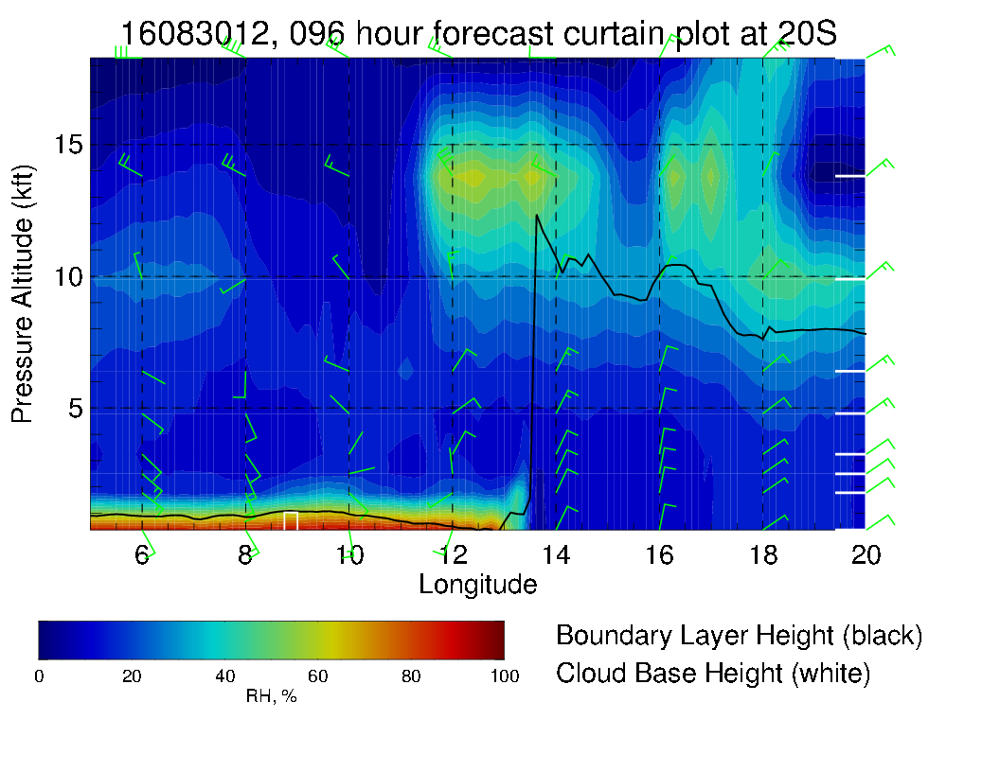 16083012, 096 hour forecast curtain plot at 20S
Pressure Altitude (kft)
15
10
5
6 8 10 12 14 16 18 20
Longitude
0 20 40 60 80 100
RH, %
Boundary Layer Height (black)
Cloud Base Height (white)